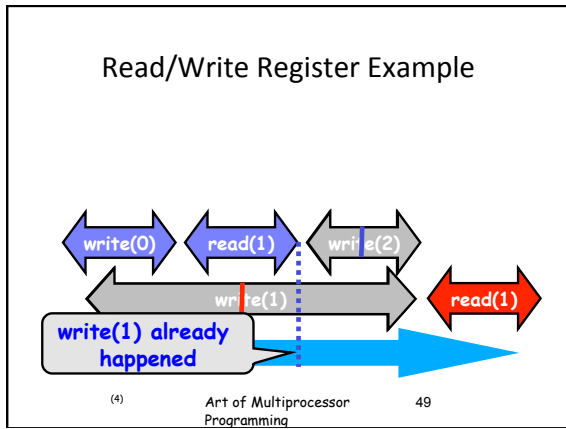 Read/Write Register Example
write(0) read(1) write(2)
write(1) read(1)
write(1) already
happened
(4) Art of Multiprocessor 49
Programming